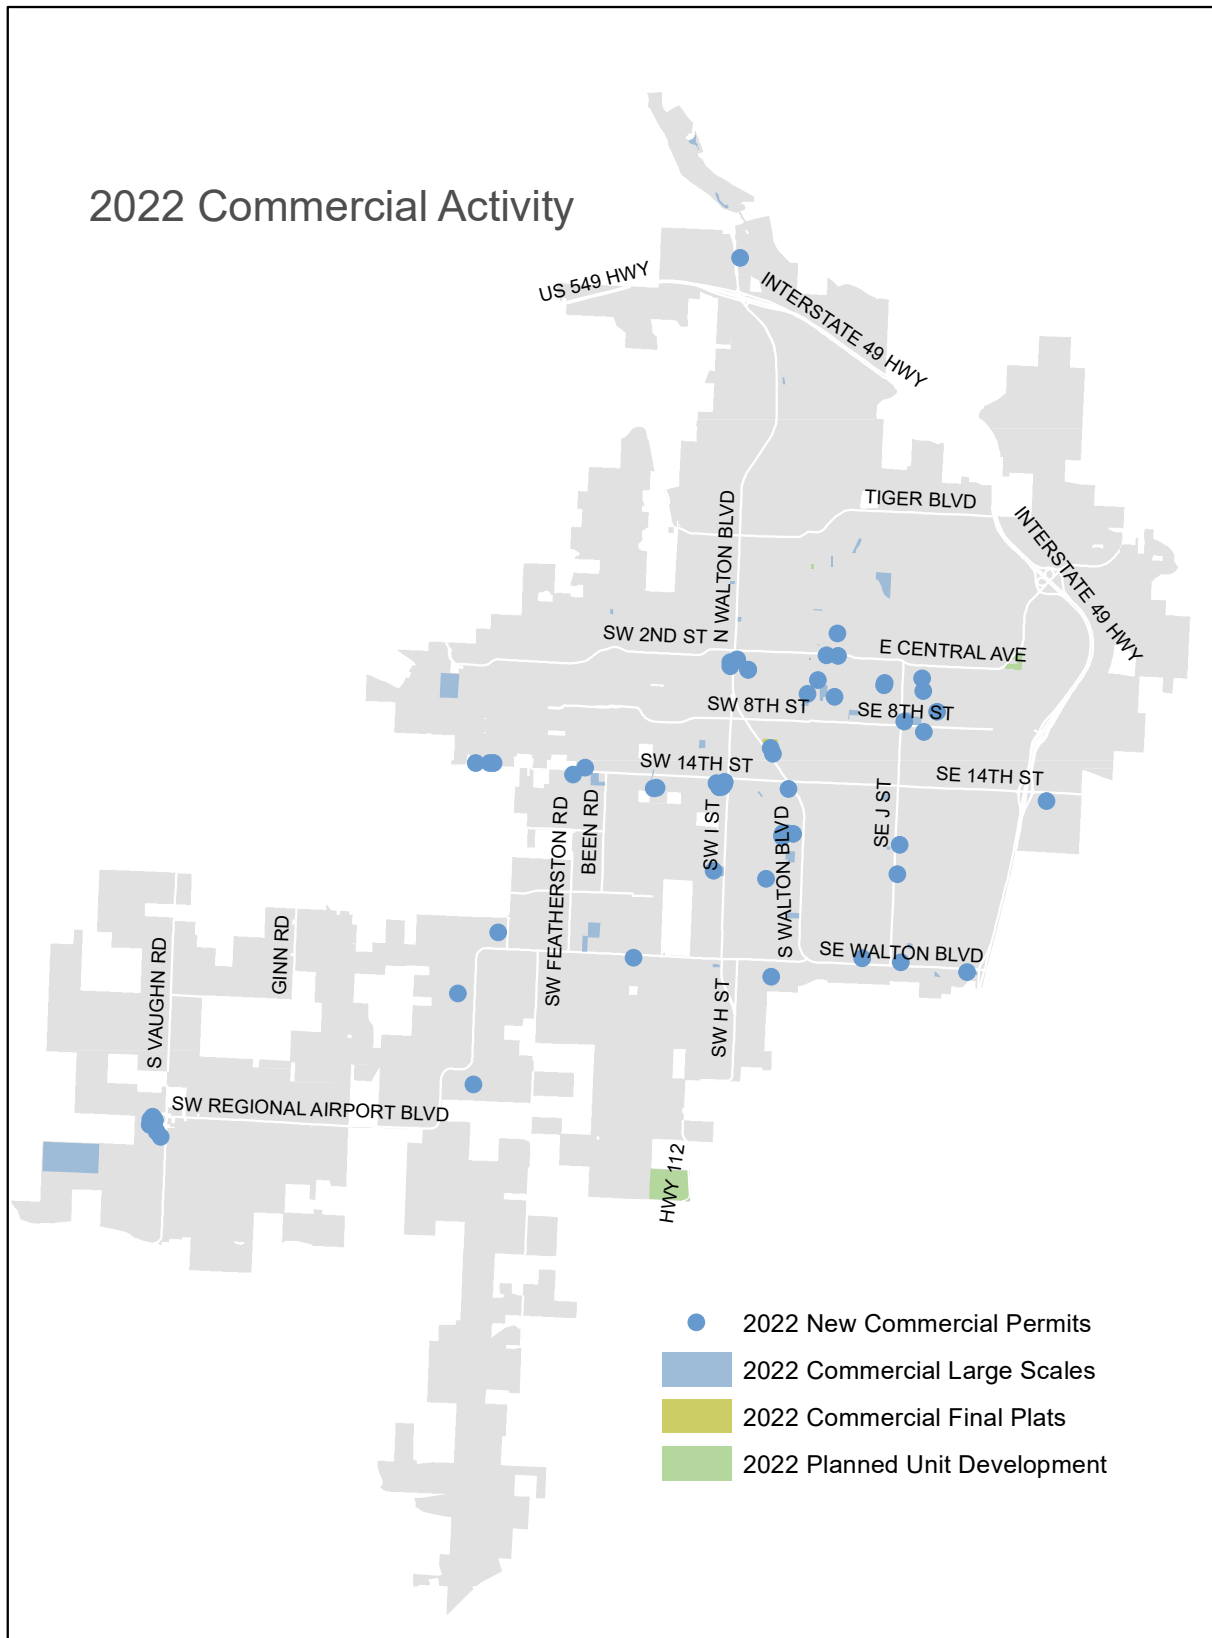 2022 Commercial Activity
US 549 HWY
INTERSTATE 49 HWY
TIGER BLVD
N WALTON BLVD
INTERSTATE 49 HWY
SW 2ND ST
E CENTRAL AVE
SW 8TH ST
SE 8TH ST
SW 14TH ST
SE 14TH ST
SW FEATHERSTON RD
BEEN RD
SW I ST
S WALTON BLVD
SE J ST
S VAUGHN RD
GINN RD
SE WALTON BLVD
SW H ST
SW REGIONAL AIRPORT BLVD
HWY 112
2022 New Commercial Permits
2022 Commercial Large Scales
2022 Commercial Final Plats
2022 Planned Unit Development